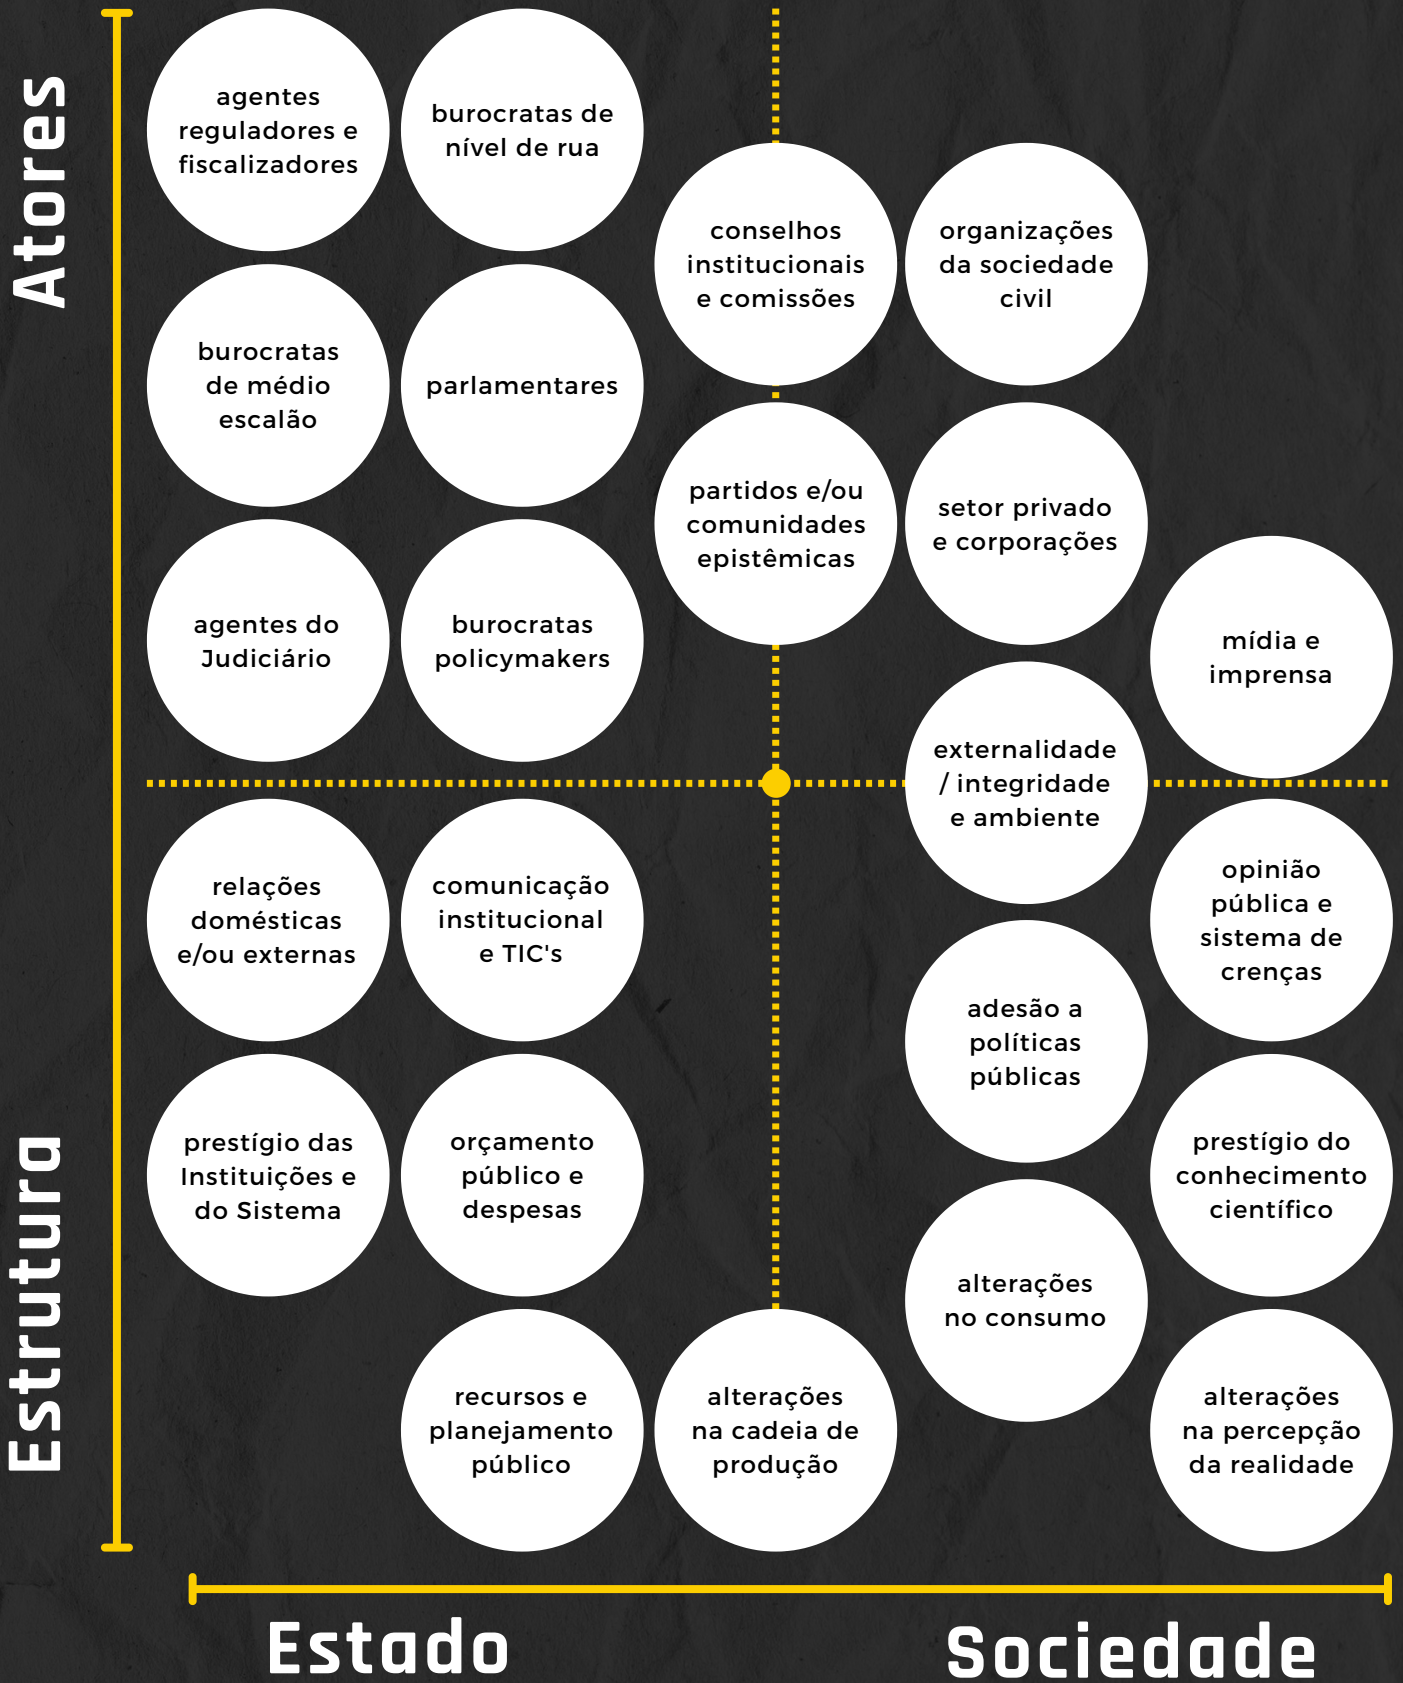 Atores
agentes
reguladores e
fiscalizadores
burocratas de
nível de rua
conselhos
institucionais
e comissões
organizações
da sociedade
civil
burocratas
de médio
escalão
parlamentares
partidos e/ou
comunidades
epistêmicas
setor privado
e corporações
agentes do
Judiciário
burocratas
policymakers
mídia e
imprensa
externalidade
/ integridade
e ambiente
Estrutura
relações
domésticas
e/ou externas
comunicação
institucional
e TIC's
opinião
pública e
sistema de
crenças
adesão a
políticas
públicas
prestígio das
Instituições e
do Sistema
orçamento
público e
despesas
prestígio do
conhecimento
científico
alterações
no consumo
recursos e
planejamento
público
alterações
na cadeia de
produção
alterações
na percepção
da realidade
Estado
Sociedade